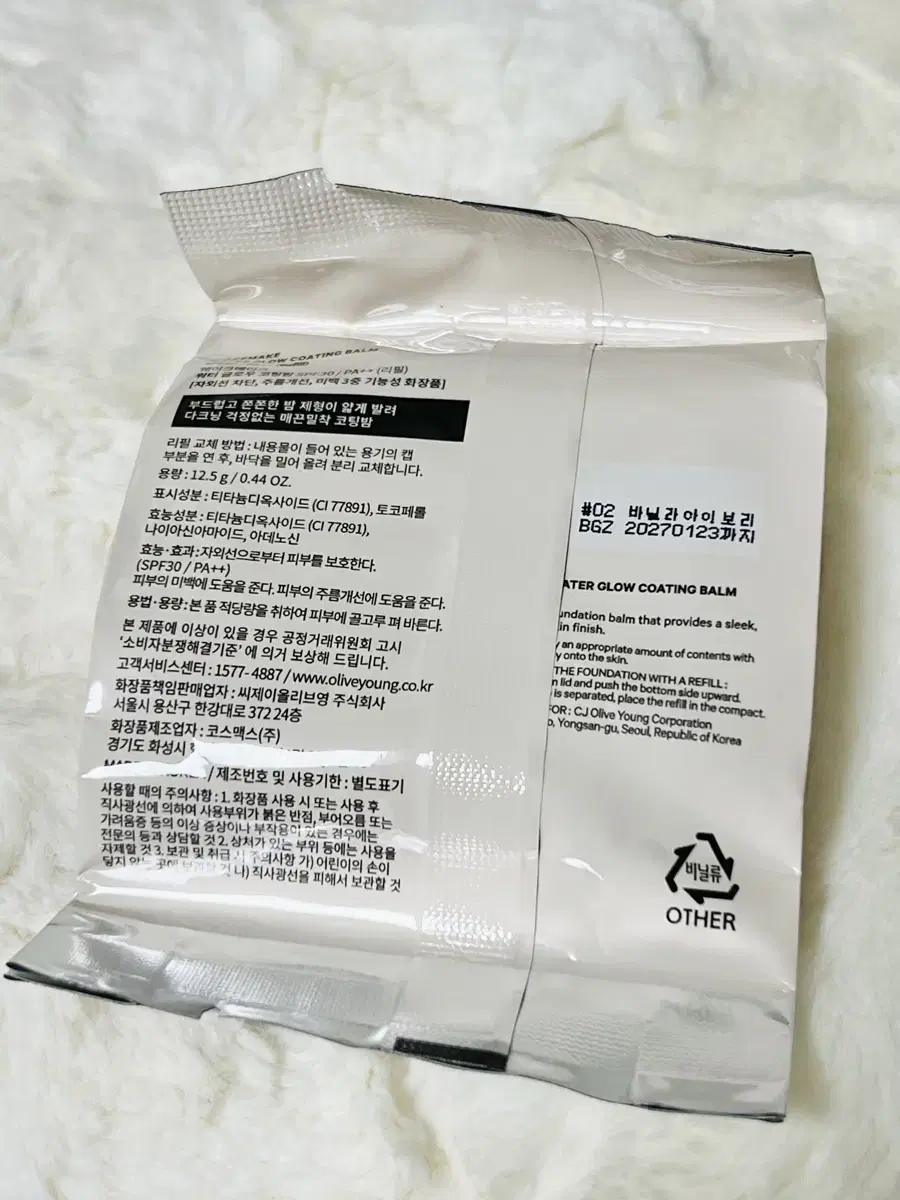 GLOW COATING BALM
워터 글로우 코팅밤 SPF30 / PA++ (리필)
[자외선 차단, 주름개선, 미백 3중 기능성 화장품]
부드럽고 쫀쫀한 밤 제형이 얇게 발려
다크닝 걱정없는 매끈밀착 코팅밤
리필 교체 방법 : 내용물이 들어 있는 용기의 캡
부분을 연 후, 바닥을 밀어 올려 분리 교체합니다.
용량 : 12.5 g / 0.44 OZ.
표시성분 : 티타늄디옥사이드 (CI 77891), 토코페롤
효능성분 : 티타늄디옥사이드 (CI 77891),
나이아신아마이드, 아데노신
효능·효과 : 자외선으로부터 피부를 보호한다.
(SPF30 / PA++)
피부의 미백에 도움을 준다. 피부의 주름개선에 도움을 준다.
용법·용량 : 본 품 적당량을 취하여 피부에 골고루 펴 바른다.
본 제품에 이상이 있을 경우 공정거래위원회 고시
‘소비자분쟁해결기준’ 에 의거 보상해 드립니다.
고객서비스센터 : 1577- 4887 / www.oliveyoung.co.kr
화장품책임판매업자 : 씨제이올리브영 주식회사
서울시 용산구 한강대로 372 24층
화장품제조업자 : 코스맥스(주)
경기도 화성시
/ 제조번호 및 사용기한 : 별도표기
사용할 때의 주의사항 : 1. 화장품 사용 시 또는 사용 후
직사광선에 의하여 사용부위가 붉은 반점, 부어오름 또는
가려움증 등의 이상 증상이나 부작용이 있는 경우에는
전문의 등과 상담할 것 2. 상처가 있는 부위 등에는 사용을
자제할 것 3. 보관 및 취급 시 주의사항 가) 어린이의 손이
닿지 않는 곳에 보관할 것 나) 직사광선을 피해서 보관할 것
#02 바닐라아이보리
BGZ 20270123까지
ATER GLOW COATING BALM
undation balm that provides a sleek,
in finish.
an appropriate amount of contents with
y onto the skin.
THE FOUNDATION WITH A REFILL :
n lid and push the bottom side upward.
is separated, place the refill in the compact.
FOR : CJ Olive Young Corporation
o, Yongsan-gu, Seoul, Republic of Korea
비닐류
OTHER